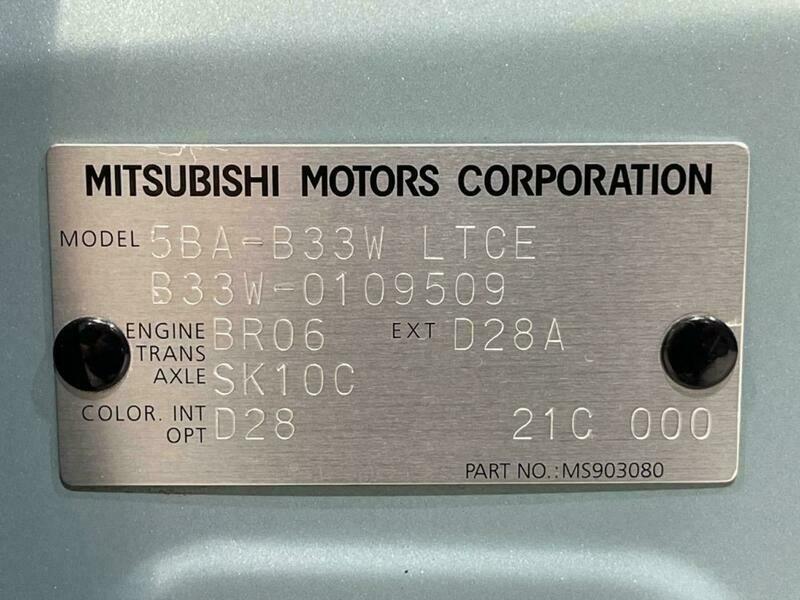 MITSUBISHI MOTORS CORPORATION
MODEL 5BA-B33W LTCE
B33W-0109509
ENGINE BR06 EXT D28A
TRANS
AXLE SK10C
COLOR. INT D28 21C 000
OPT
PART NO.:MS903080